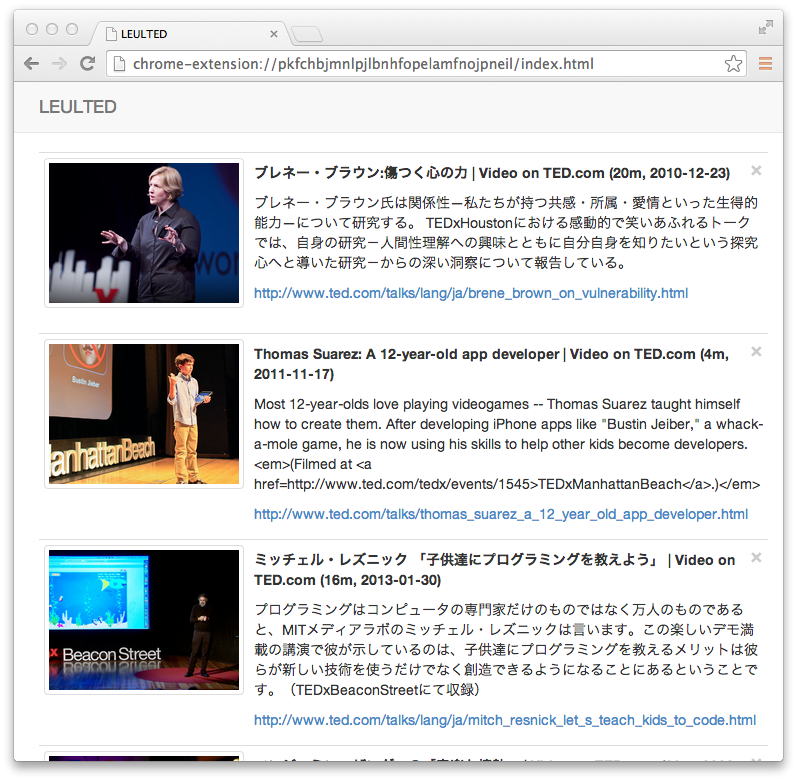 LEULTED
chrome-extension://pkfchbjmnlpjlbnhfopelamfnojpneil/index.html
LEULTED
ブレネー・ブラウン:傷つく心の力 | Video on TED.com (20m, 2010-12-23)
ブレネー・ブラウン氏は関係性－私たちが持つ共感・所属・愛情といった生得的
能力－について研究する。 TEDxHoustonにおける感動的で笑いあふれるトーク
では、自身の研究－人間性理解への興味とともに自分自身を知りたいという探究
心へと導いた研究－からの深い洞察について報告している。
http://www.ted.com/talks/lang/ja/brene_brown_on_vulnerability.html
Bustin Jieber
ManhattanBeach
Thomas Suarez: A 12-year-old app developer | Video on TED.com (4m,
2011-11-17)
Most 12-year-olds love playing videogames -- Thomas Suarez taught himself
how to create them. After developing iPhone apps like "Bustin Jeiber," a whack-
a-mole game, he is now using his skills to help other kids become developers.
<em>(Filmed at <a
href=http://www.ted.com/tedx/events/1545>TEDxManhattanBeach</a>.)</em>
http://www.ted.com/talks/thomas_suarez_a_12_year_old_app_developer.html
x Beacon Street
ミッチェル・レズニック 「子供達にプログラミングを教えよう」 | Video on
TED.com (16m, 2013-01-30)
プログラミングはコンピュータの専門家だけのものではなく万人のものである
と、MITメディアラボのミッチェル・レズニックは言います。この楽しいデモ満
載の講演で彼が示しているのは、子供達にプログラミングを教えるメリットは彼
らが新しい技術を使うだけでなく創造できるようになることにあるということで
す。（TEDxBeaconStreetにて収録）
http://www.ted.com/talks/lang/ja/mitch_resnick_let_s_teach_kids_to_code.html